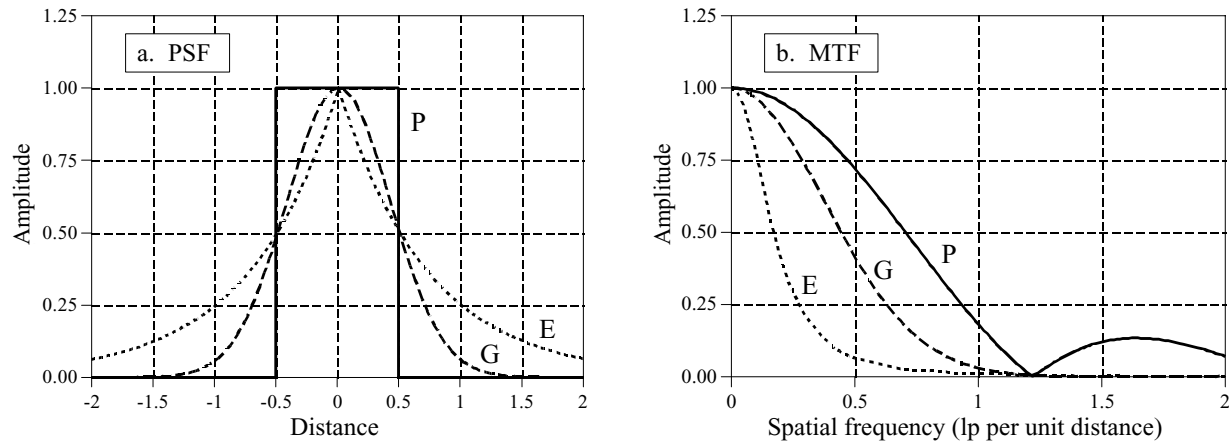 a. PSF
Amplitude
1.25
1.00
0.75
0.50
0.25
0.00
P
E
G
-2 -1.5 -1 -0.5 0 0.5 1 1.5 2
Distance
b. MTF
Amplitude
1.25
1.00
0.75
0.50
0.25
0.00
P
G
E
0 0.5 1 1.5 2
Spatial frequency (lp per unit distance)